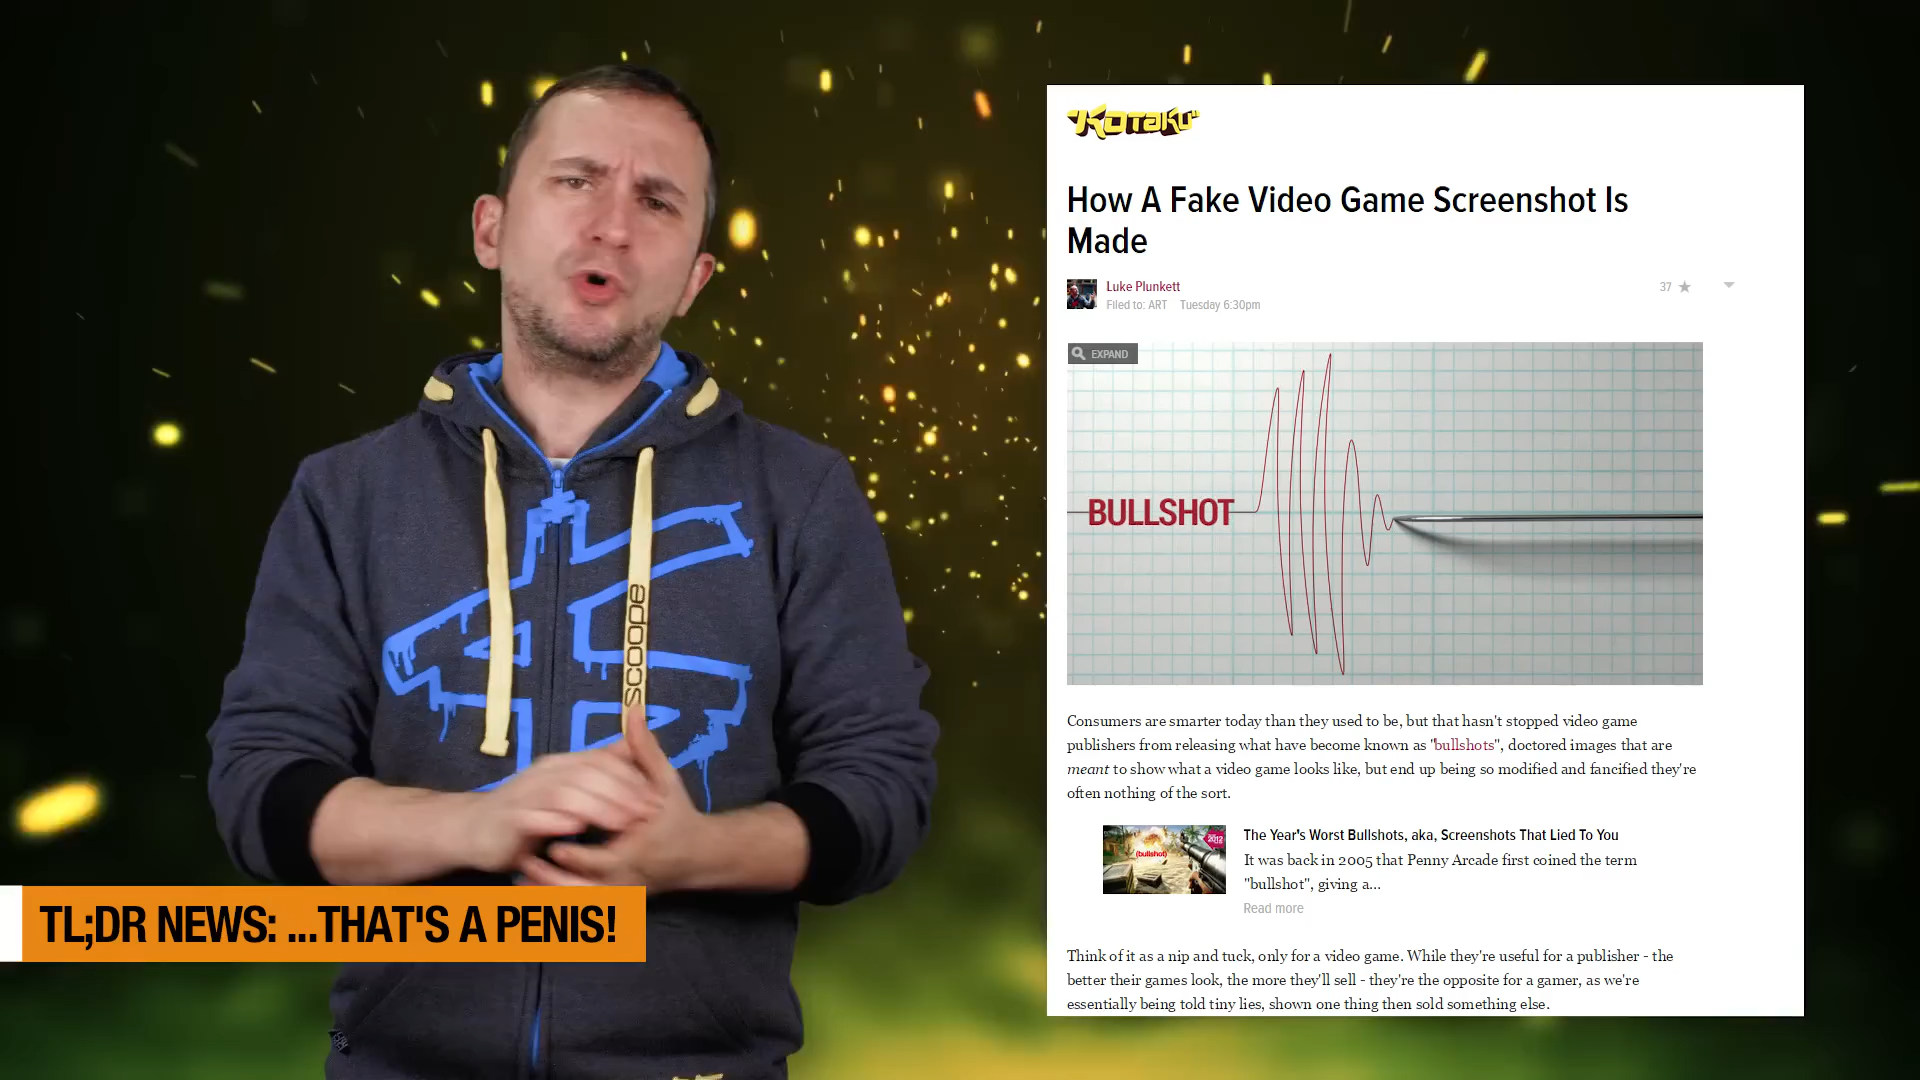 KOTAKU
How A Fake Video Game Screenshot Is
Made
Luke Plunkett
Filed to: ART Tuesday 6:30pm
37
EXPAND
BULLSHOT
Consumers are smarter today than they used to be, but that hasn't stopped video game
publishers from releasing what have become known as "bullshots", doctored images that are
meant to show what a video game looks like, but end up being so modified and fancified they're
often nothing of the sort.
The Year's Worst Bullshots, aka, Screenshots That Lied To You
It was back in 2005 that Penny Arcade first coined the term
"bullshot", giving a...
Read more
(bullshot)
2012
Think of it as a nip and tuck, only for a video game. While they're useful for a publisher - the
better their games look, the more they'll sell - they're the opposite for a gamer, as we're
essentially being told tiny lies, shown one thing then sold something else.
scoope
TL;DR NEWS: ...THAT'S A PENIS!